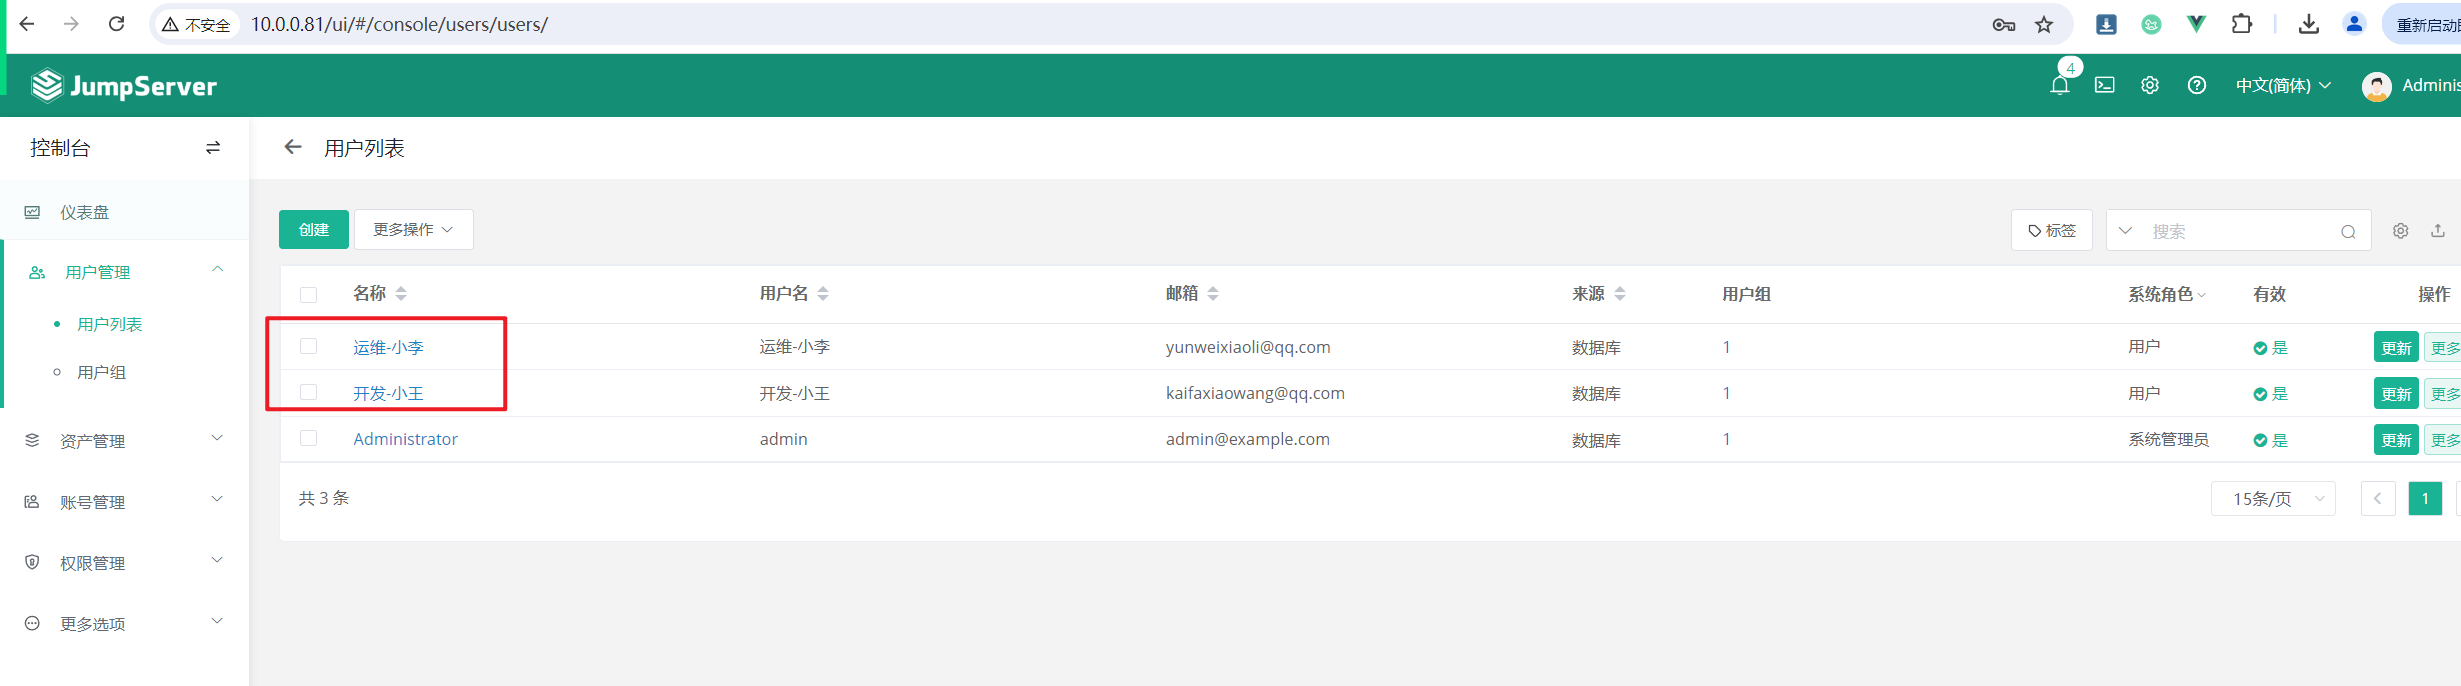 不安全 10.0.0.81/ui/#/console/users/users/ 重新启动
JumpServer 4 中文(简体) Adminis
控制台 用户列表
仪表盘
创建 更多操作 标签 搜索
用户管理
名称 用户名 邮箱 来源 用户组 系统角色 有效 操作
用户列表
运维-小李 运维-小李 yunweixiaoli@qq.com 数据库 1 用户 是 更新 更多
用户组
开发-小王 开发-小王 kaifaxiaowang@qq.com 数据库 1 用户 是 更新 更多
资产管理
Administrator admin admin@example.com 数据库 1 系统管理员 是 更新 更多
账号管理
共 3 条 15条/页 1
权限管理
更多选项